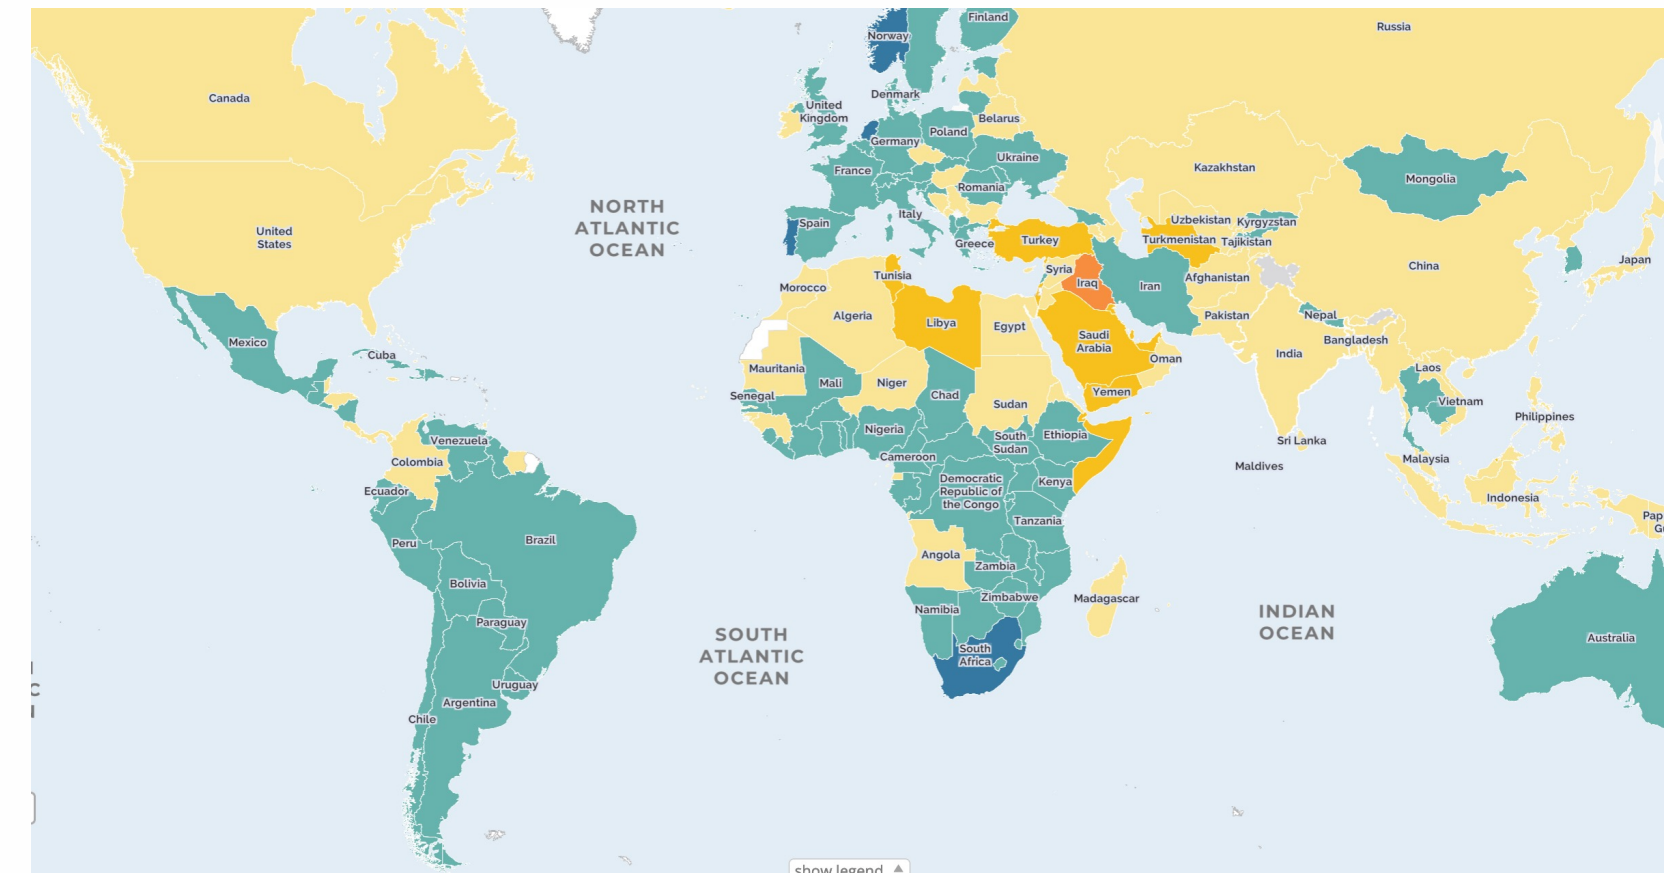 Finland
Russia
Norway
Canada
Denmark
United
Kingdom
Belarus
Poland
Germany
Ukraine
France
Kazakhstan
Mongolia
Romania
NORTH
ATLANTIC
OCEAN
Italy
Spain
Uzbekistan
Kyrgyzstan
United
States
Greece
Turkey
Turkmenistan
Tajikistan
Japan
China
Syria
Tunisia
Iraq
Iran
Afghanistan
Morocco
Algeria
Libya
Egypt
Pakistan
Nepal
Saudi
Arabia
Bangladesh
Mexico
Cuba
India
Oman
Mauritania
Laos
Mali
Niger
Chad
Yemen
Senegal
Sudan
Vietnam
Philippines
Nigeria
South
Sudan
Ethiopia
Venezuela
Sri Lanka
Cameroon
Colombia
Maldives
Malaysia
Ecuador
Democratic
Republic of
the Congo
Kenya
Indonesia
Pap
G
Tanzania
Peru
Brazil
Angola
Zambia
Bolivia
Zimbabwe
Madagascar
Namibia
INDIAN
OCEAN
Paraguay
SOUTH
ATLANTIC
OCEAN
South
Africa
Australia
Uruguay
Argentina
Chile
show legend